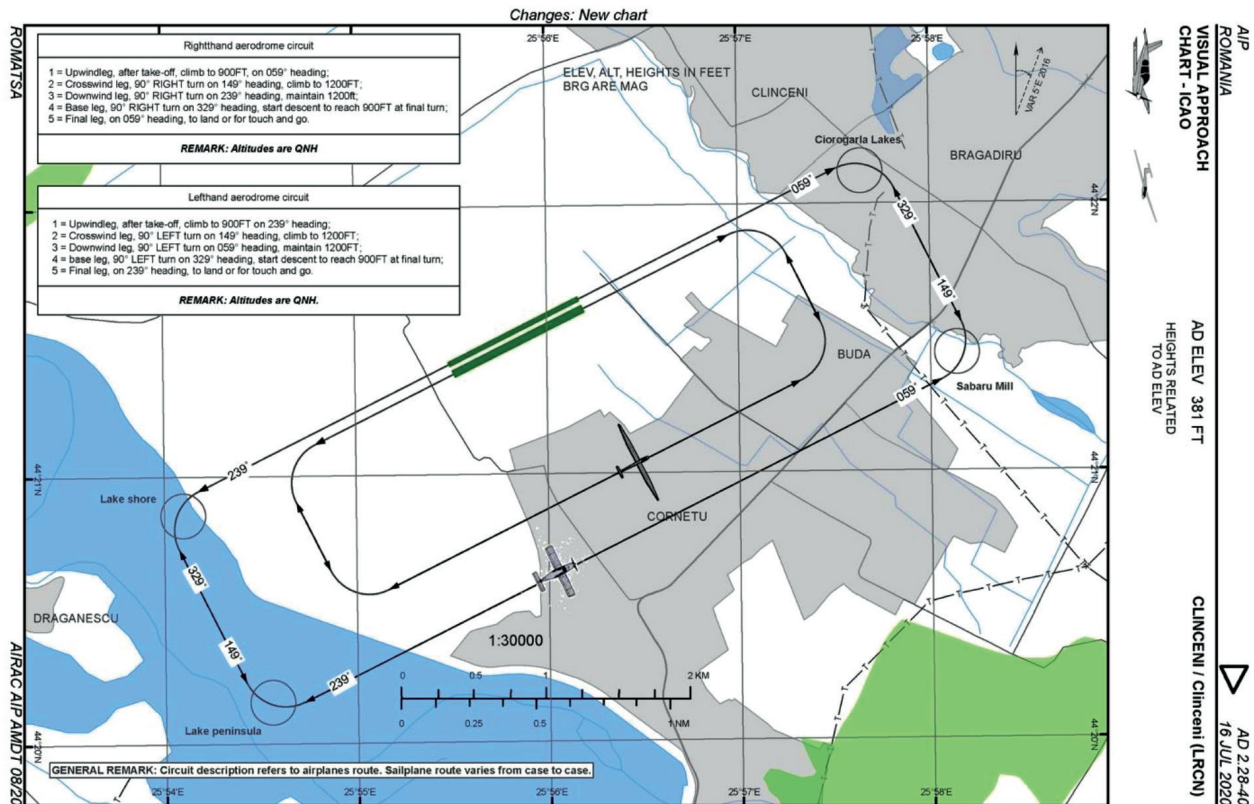 Changes: New chart
AIP
ROMANIA
VISUAL APPROACH
CHART - ICAO
AD ELEV 381 FT
HEIGHTS RELATED
TO AD ELEV
CLINCENI / Clinceni (LRCN)
16 JUL 2020
ROMATSA
Rightthand aerodrome circuit
1 = Upwindleg, after take-off, climb to 900FT, on 059° heading;
2 = Crosswind leg, 90° RIGHT turn on 149° heading, climb to 1200FT;
3 = Downwind leg, 90° RIGHT turn on 239° heading, maintain 1200ft;
4 = Base leg, 90° RIGHT turn on 329° heading, start descent to reach 900FT at final turn;
5 = Final leg, on 059° heading, to land or for touch and go.
REMARK: Altitudes are QNH
Lefthand aerodrome circuit
1 = Upwindleg, after take-off, climb to 900FT on 239° heading;
2 = Crosswind leg, 90° LEFT turn on 149° heading, climb to 1200FT;
3 = Downwind leg, 90° LEFT turn on 059° heading, maintain 1200FT;
4 = base leg, 90° LEFT turn on 329° heading, start descent to reach 900FT at final turn;
5 = Final leg, on 239° heading, to land or for touch and go.
REMARK: Altitudes are QNH.
25°56'E
25°57'E
25°58'E
ELEV, ALT, HEIGHTS IN FEET
BRG ARE MAG
VAR 5°E 2016
CLINCENI
Ciorogarla Lakes
BRAGADIRU
059°
329°
44°22'N
149°
BUDA
Sabaru Mill
059°
44°21'N
239°
44°21'N
Lake shore
CORNETU
329°
DRAGANESCU
149°
239°
1:30000
0 0.5 1 2 KM
0 0.25 0.5 1 NM
Lake peninsula
44°20'N
44°20'N
GENERAL REMARK: Circuit description refers to airplanes route. Sailplane route varies from case to case.
25°54'E
25°55'E
25°56'E
25°57'E
25°58'E